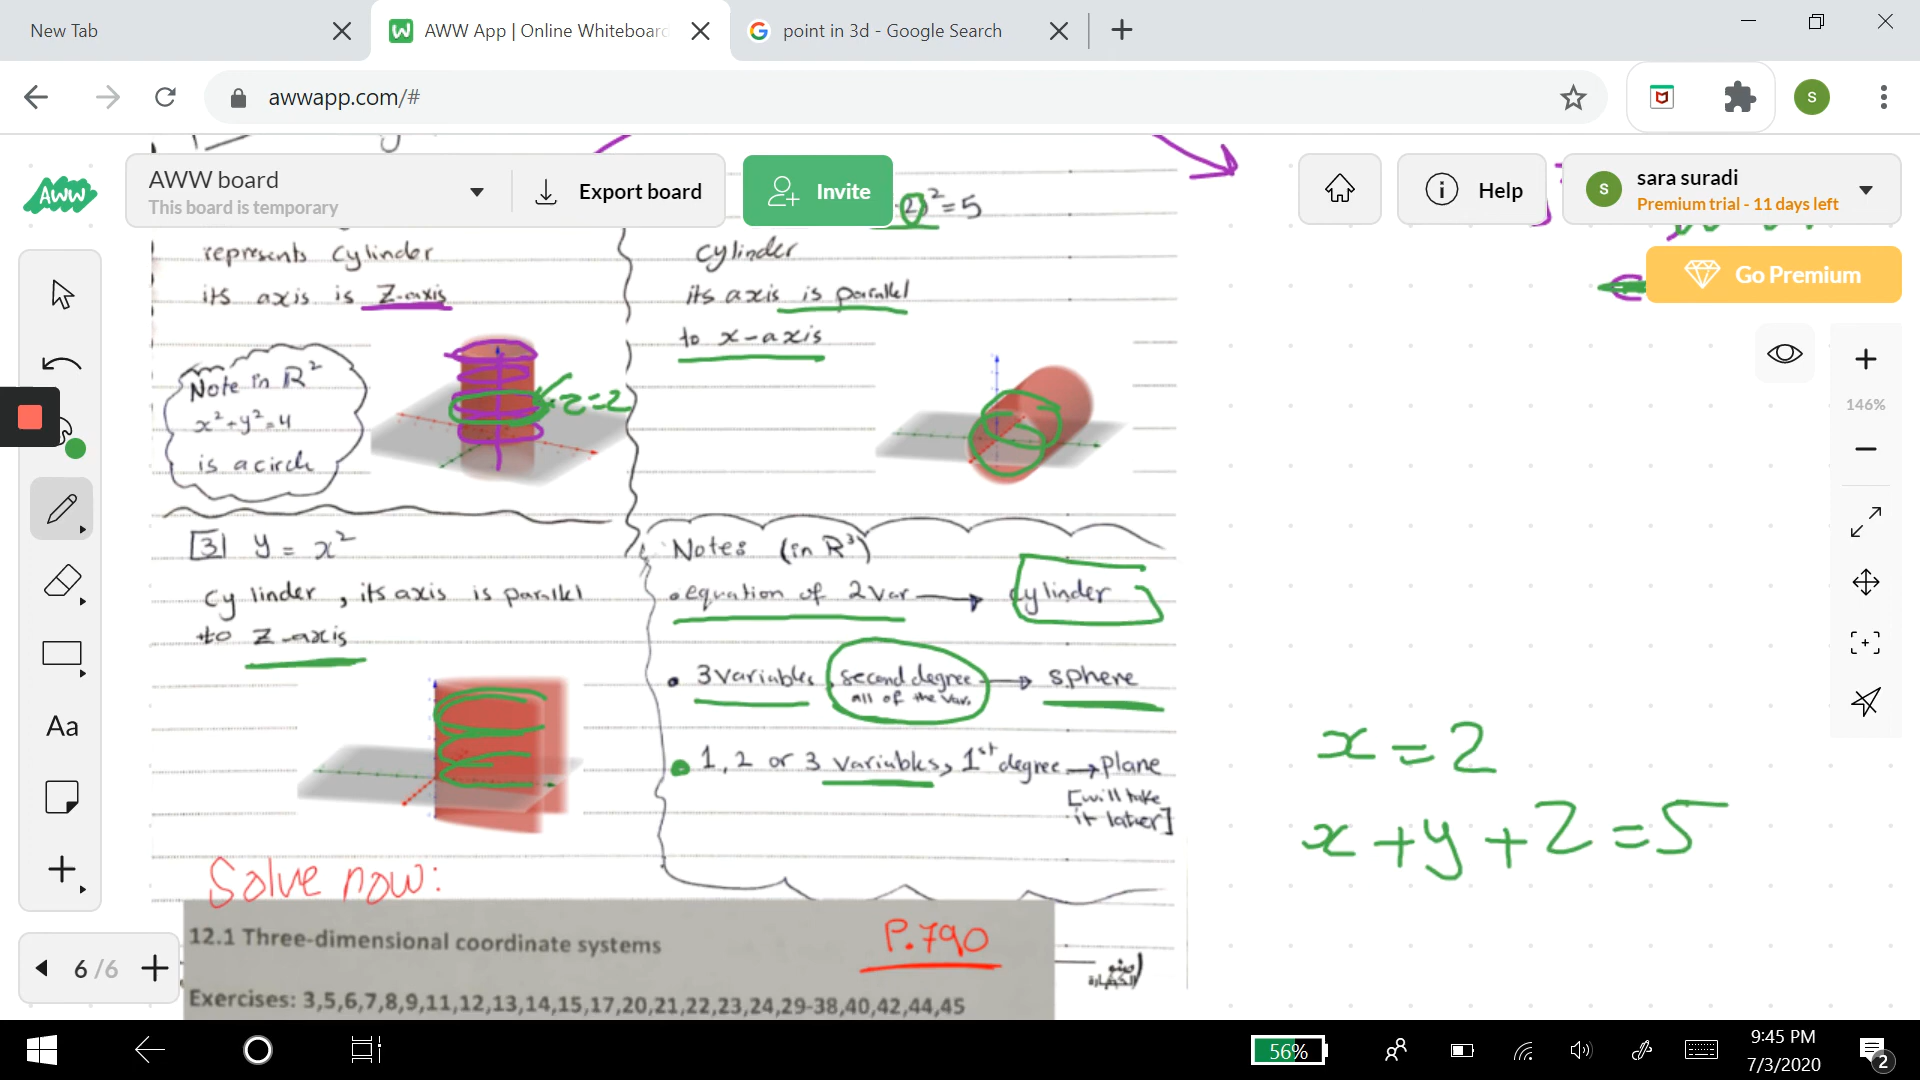 New Tab
AWW App | Online Whiteboard
point in 3d - Google Search
awwapp.com/#
S
AWW
AWW board
This board is temporary
Export board
Invite
Help
S
sara suradi
Premium trial - 11 days left
Go Premium
2)² = 5
represents cylinder
its axis is Z-axis
cylinder
its axis is parallel
to x-axis
Note in R²
x²+y²=4
is a circle
z=2
[3] y = x²
cylinder, its axis is parallel
to Z-axis
Notes (in R³)
• equation of 2 var → cylinder
• 3 variables, second degree → sphere
all of the var.
• 1, 2 or 3 variables, 1st degree → plane
[will take
it later]
x = 2
x + y + z = 5
Solve now:
12.1 Three-dimensional coordinate systems
P.790
Exercises: 3,5,6,7,8,9,11,12,13,14,15,17,20,21,22,23,24,29-38,40,42,44,45
146%
Aa
6/6
56%
9:45 PM
7/3/2020
2